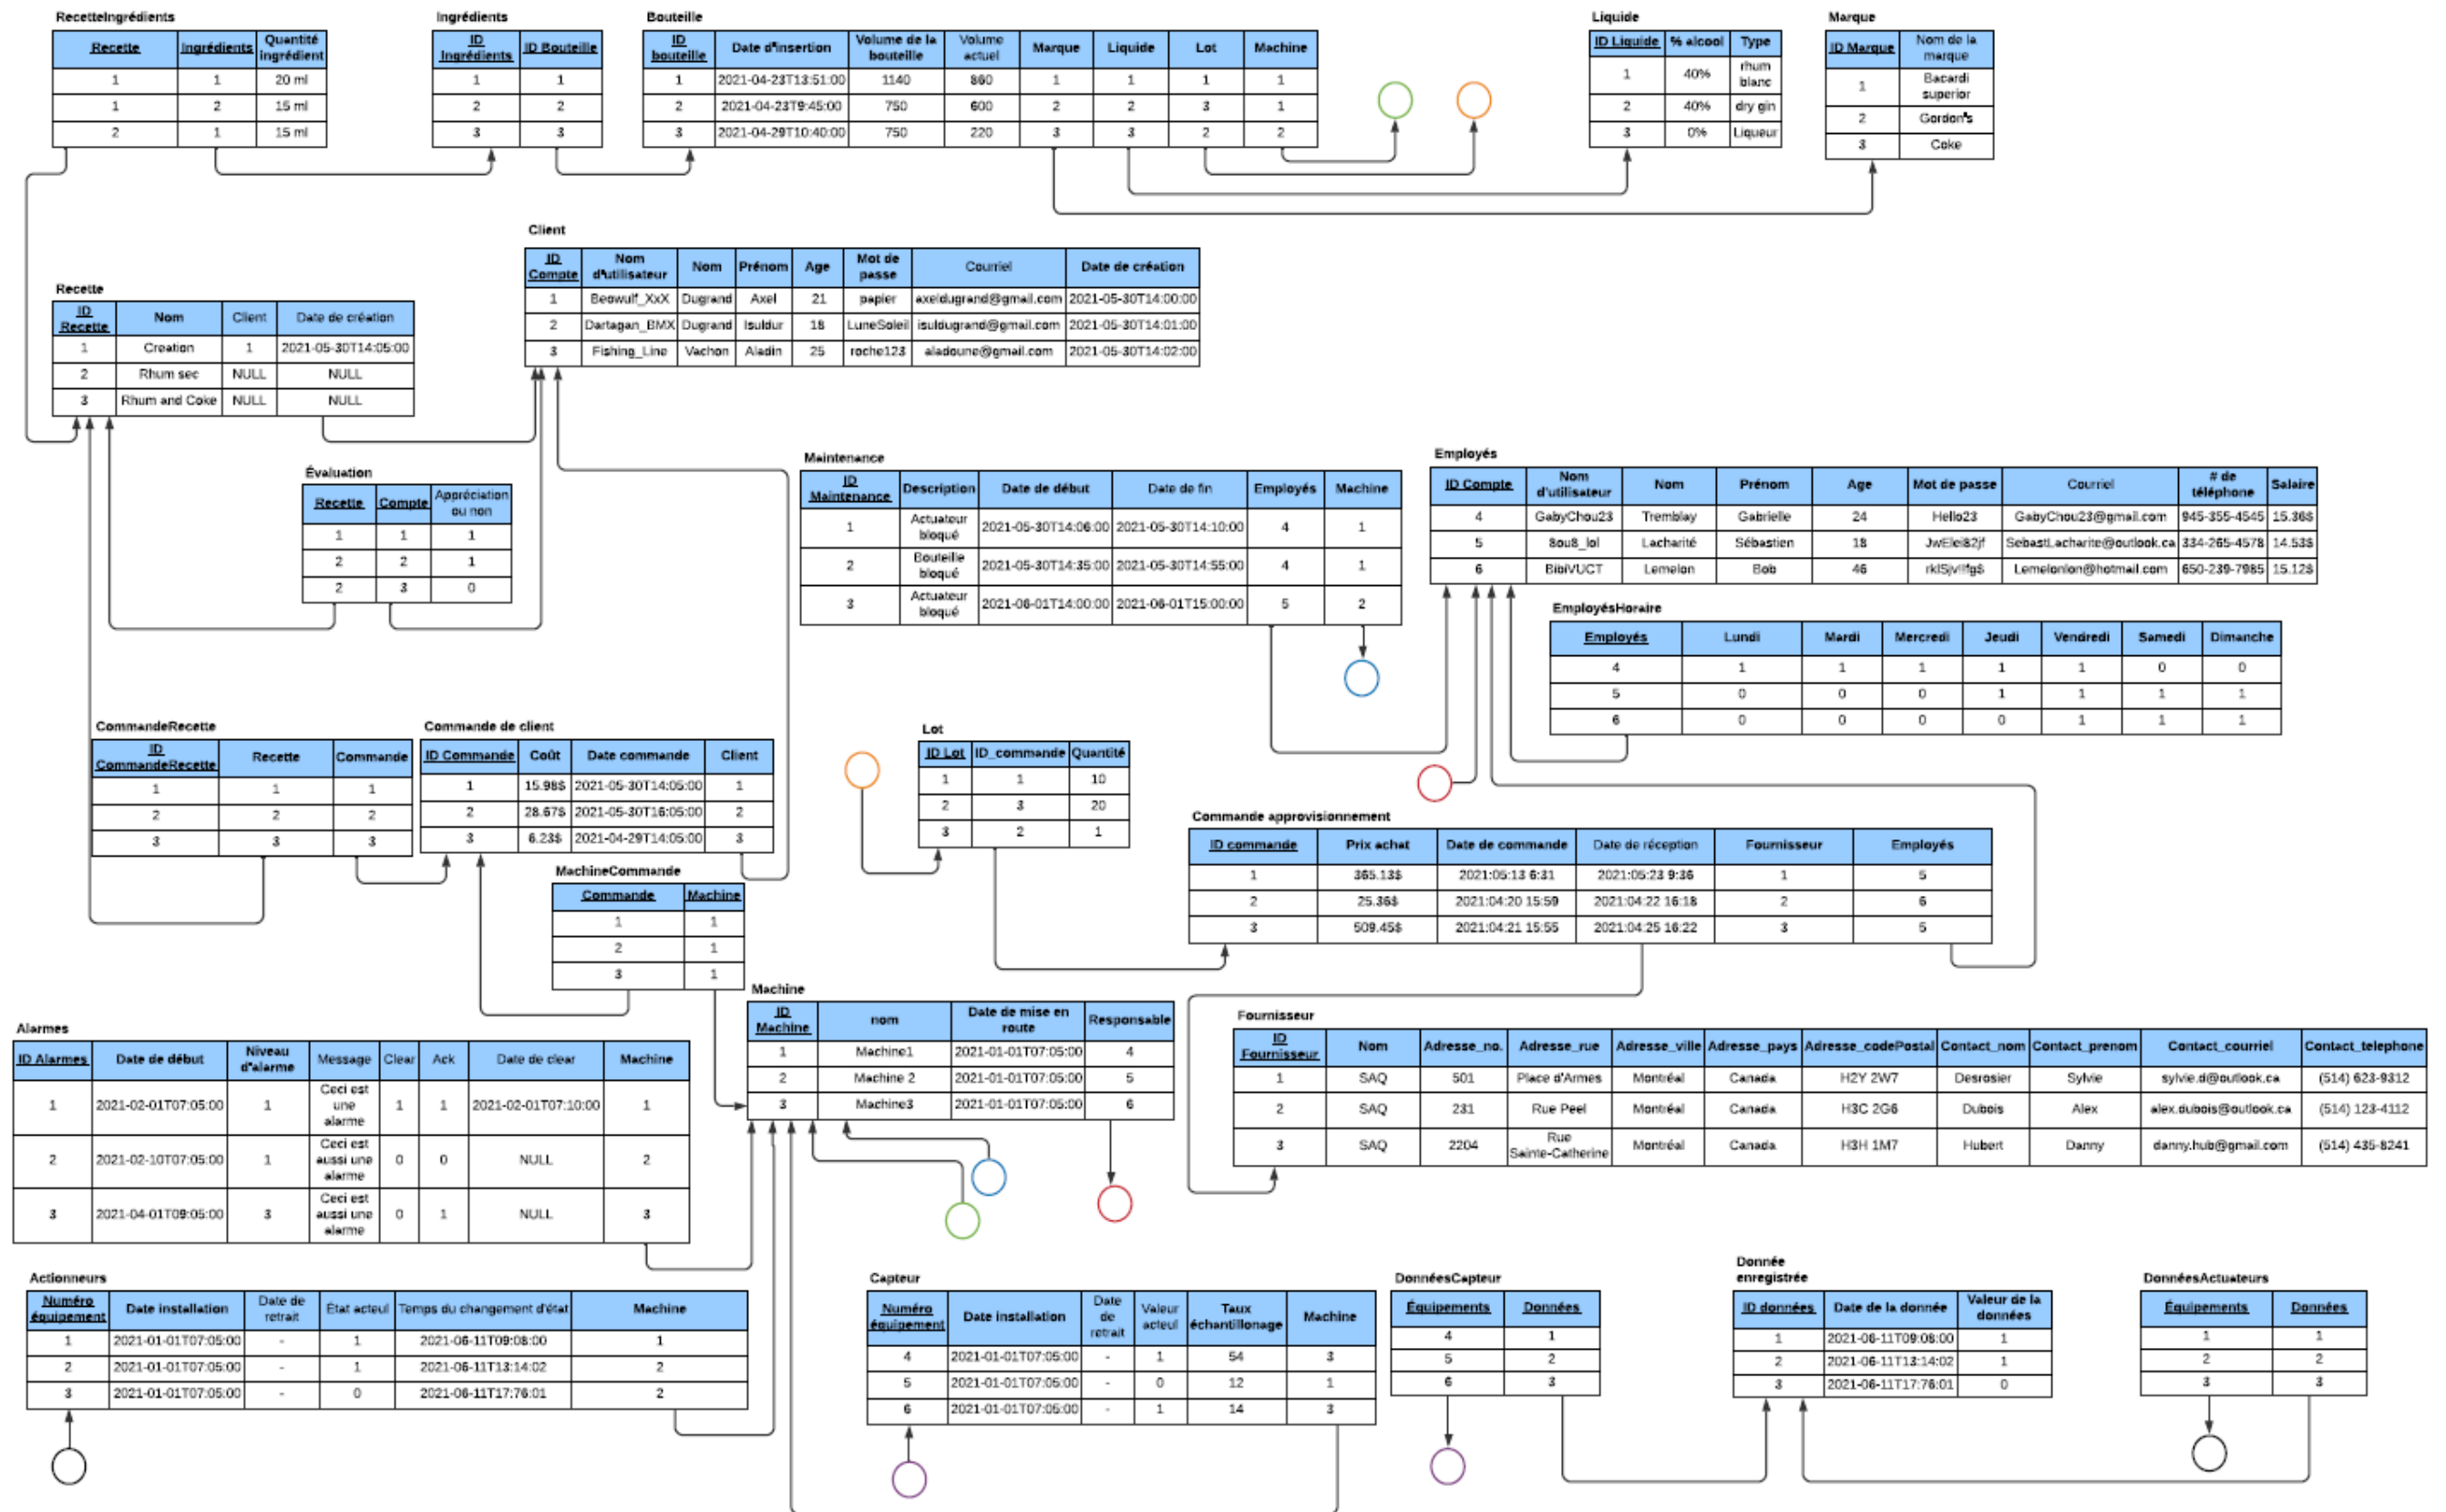 RecetteIngrédients
Recette Ingrédients Quantité ingrédient
1 1 20 ml
1 2 15 ml
2 1 15 ml
Ingrédients
ID Ingrédients ID Bouteille
1 1
2 2
3 3
Bouteille
ID bouteille Date d'insertion Volume de la bouteille Volume actuel Marque Liquide Lot Machine
1 2021-04-23T13:51:00 1140 860 1 1 1 1
2 2021-04-23T9:45:00 750 600 2 2 3 1
3 2021-04-29T10:40:00 750 220 3 3 2 2
Liquide
ID Liquide % alcool Type
1 40% rhum blanc
2 40% dry gin
3 0% Liqueur
Marque
ID Marque Nom de la marque
1 Bacardi superior
2 Gordon's
3 Coke
Client
ID Compte Nom d'utilisateur Nom Prénom Age Mot de passe Courriel Date de création
1 Beowulf_XxX Dugrand Axel 21 papier axeldugrand@gmail.com 2021-05-30T14:00:00
2 Dartagan_BMX Dugrand Isuldur 18 LuneSoleil isuldugrand@gmail.com 2021-05-30T14:01:00
3 Fishing_Line Vachon Aladin 25 roche123 aladoune@gmail.com 2021-05-30T14:02:00
Recette
ID Recette Nom Client Date de création
1 Creation 1 2021-05-30T14:05:00
2 Rhum sec NULL NULL
3 Rhum and Coke NULL NULL
Évaluation
Recette Compte Appréciation ou non
1 1 1
2 2 1
2 3 0
Maintenance
ID Maintenance Description Date de début Date de fin Employés Machine
1 Actuateur bloqué 2021-05-30T14:06:00 2021-05-30T14:10:00 4 1
2 Bouteille bloqué 2021-05-30T14:35:00 2021-05-30T14:55:00 4 1
3 Actuateur bloqué 2021-06-01T14:00:00 2021-06-01T15:00:00 5 2
Employés
ID Compte Nom d'utilisateur Nom Prénom Age Mot de passe Courriel # de téléphone Salaire
4 GabyChou23 Tremblay Gabrielle 24 Hello23 GabyChou23@gmail.com 945-355-4545 15.36$
5 8ou8_lol Lacharité Sébastien 18 JwElei82jf SebastLacharite@outlook.ca 334-265-4578 14.53$
6 BibiVUCT Lemelon Bob 46 Lemelonlon@hotmail.com 650-239-7985 15.12$
EmployésHoraire
Employés Lundi Mardi Mercredi Jeudi Vendredi Samedi Dimanche
4 1 1 1 1 1 0 0
5 0 0 0 1 1 1 1
6 0 0 0 0 1 1 1
CommandeRecette
ID CommandeRecette Recette Commande
1 1 1
2 2 2
3 3 3
Commande de client
ID Commande Coût Date commande Client
1 15.98$ 2021-05-30T14:05:00 1
2 28.67$ 2021-05-30T16:05:00 2
3 6.23$ 2021-04-29T14:05:00 3
Lot
ID Lot ID_commande Quantité
1 1 10
2 3 20
3 2 1
Commande approvisionnement
ID commande Prix achat Date de commande Date de réception Fournisseur Employés
1 365.13$ 2021:05:13 6:31 2021:05:23 9:36 1 5
2 25.36$ 2021:04:20 15:59 2021:04:22 16:18 2 6
3 509.45$ 2021:04:21 15:55 2021:04:25 16:22 3 5
MachineCommande
Commande Machine
1 1
2 1
3 1
Machine
ID Machine nom Date de mise en route Responsable
1 Machine1 2021-01-01T07:05:00 4
2 Machine 2 2021-01-01T07:05:00 5
3 Machine3 2021-01-01T07:05:00 6
Fournisseur
ID Fournisseur Nom Adresse_no. Adresse_rue Adresse_ville Adresse_pays Adresse_codePostal Contact_nom Contact_prenom Contact_courriel Contact_telephone
1 SAQ 501 Place d'Armes Montréal Canada H2Y 2W7 Desrosier Sylvie sylvie.d@outlook.ca (514) 623-9312
2 SAQ 231 Rue Peel Montréal Canada H3C 2G6 Dubois Alex alex.dubois@outlook.ca (514) 123-4112
3 SAQ 2204 Rue Sainte-Catherine Montréal Canada H3H 1M7 Hubert Danny danny.hub@gmail.com (514) 435-8241
Alarmes
ID Alarmes Date de début Niveau d'alarme Message Clear Ack Date de clear Machine
1 2021-02-01T07:05:00 1 Ceci est une alarme 1 1 2021-02-01T07:10:00 1
2 2021-02-10T07:05:00 1 Ceci est aussi une alarme 0 0 NULL 2
3 2021-04-01T09:05:00 3 Ceci est aussi une alarme 0 1 NULL 3
Actionneurs
Numéro équipement Date installation Date de retrait État acteul Temps du changement d'état Machine
1 2021-01-01T07:05:00 - 1 2021-06-11T09:08:00 1
2 2021-01-01T07:05:00 - 1 2021-06-11T13:14:02 2
3 2021-01-01T07:05:00 - 0 2021-06-11T17:76:01 2
Capteur
Numéro équipement Date installation Date de retrait Valeur acteul Taux échantillonage Machine
4 2021-01-01T07:05:00 - 1 54 3
5 2021-01-01T07:05:00 - 0 12 1
6 2021-01-01T07:05:00 - 1 14 3
DonnéesCapteur
Équipements Données
4 1
5 2
6 3
Donnée enregistrée
ID données Date de la donnée Valeur de la données
1 2021-06-11T09:08:00 1
2 2021-06-11T13:14:02 1
3 2021-06-11T17:76:01 0
DonnéesActuateurs
Équipements Données
1 1
2 2
3 3